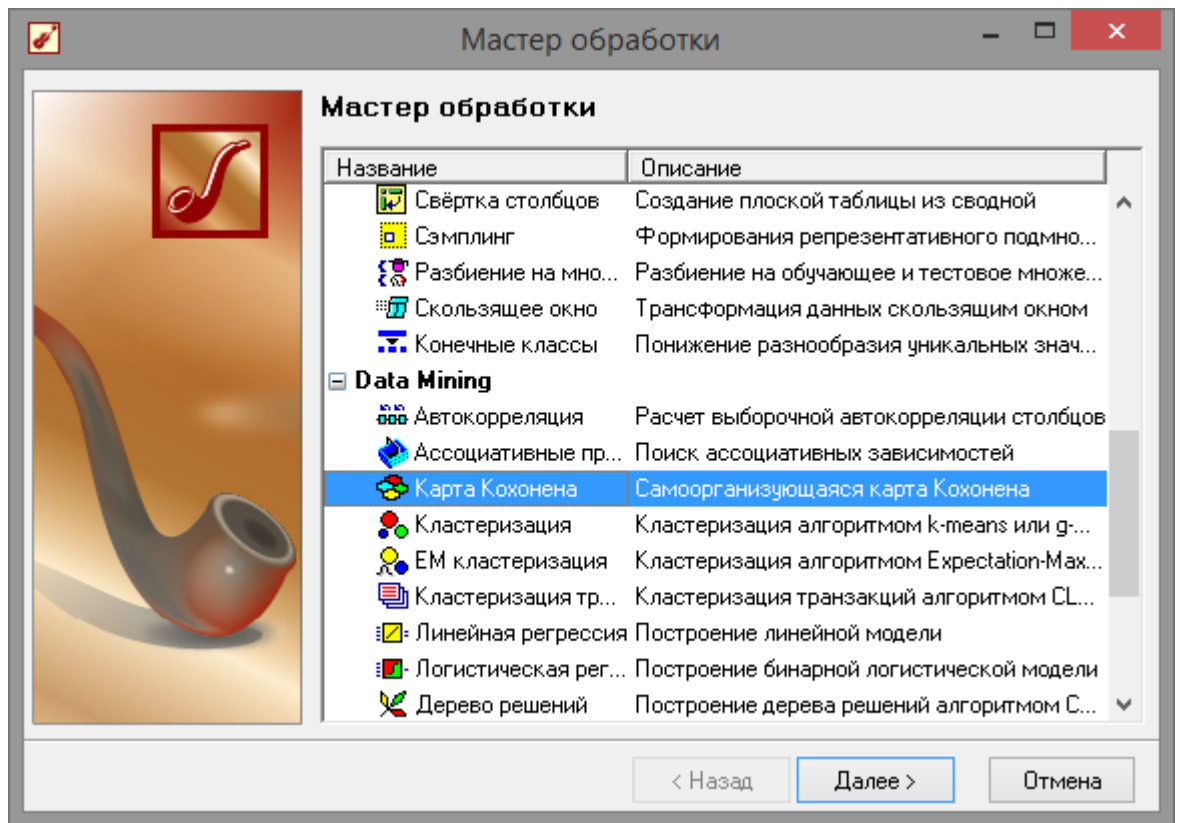 Мастер обработки
Мастер обработки
Название Описание
Свёртка столбцов Создание плоской таблицы из сводной
Сэмплинг Формирования репрезентативного подмно...
Разбиение на мно... Разбиение на обучающее и тестовое множе...
Скользящее окно Трансформация данных скользящим окном
Конечные классы Понижение разнообразия уникальных знач...
Data Mining
Автокорреляция Расчет выборочной автокорреляции столбцов
Ассоциативные пр... Поиск ассоциативных зависимостей
Карта Кохонена Самоорганизующаяся карта Кохонена
Кластеризация Кластеризация алгоритмом k-means или g-...
EM кластеризация Кластеризация алгоритмом Expectation-Max...
Кластеризация тр... Кластеризация транзакций алгоритмом CL...
Линейная регрессия Построение линейной модели
Логистическая рег... Построение бинарной логистической модели
Дерево решений Построение дерева решений алгоритмом C...
< Назад Далее > Отмена